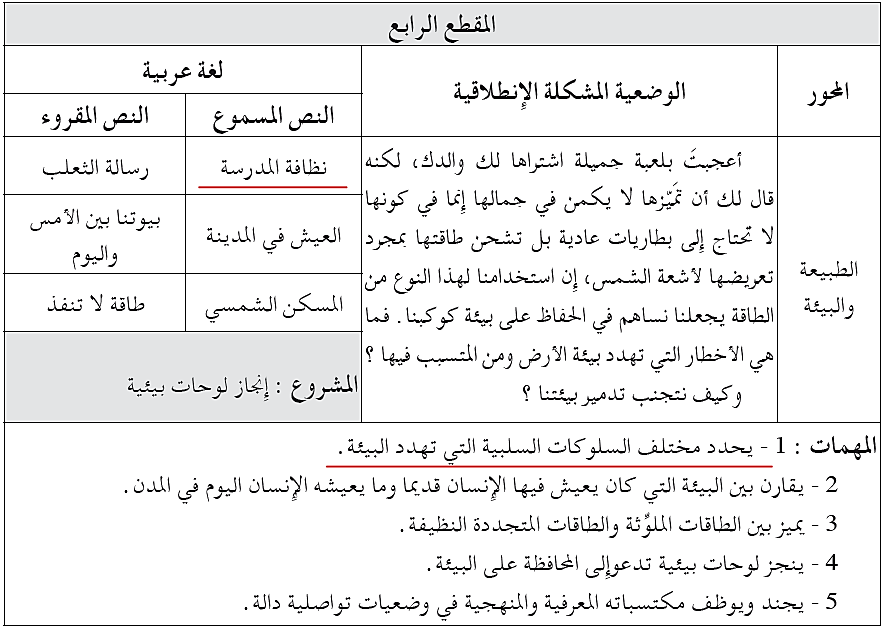 المقطع الرابع
المحور
الوضعية المشكلة الإنطلاقية
لغة عربية
النص المسموع
النص المقروء
الطبيعة
والبيئة
أعجبتَ بلعبة جميلة اشتراها لك والدك، لكنه
قال لك أن تَميّزها لا يكمن في جمالها إنما في كونها
لا تحتاج إلى بطاريات عادية بل تشحن طاقتها بمجرد
تعريضها لأشعة الشمس، إن استخدامنا لهذا النوع من
الطاقة يجعلنا نساهم في الحفاظ على بيئة كوكبنا. فما
هي الأخطار التي تهدد بيئة الأرض ومن المتسبب فيها ؟
وكيف نتجنب تدمير بيئتنا ؟
نظافة المدرسة
رسالة الثعلب
العيش في المدينة
بيوتنا بين الأمس
واليوم
المسكن الشمسي
طاقة لا تنفذ
المشروع : إنجاز لوحات بيئية
المهمات : 1 - يحدد مختلف السلوكات السلبية التي تهدد البيئة.
2 - يقارن بين البيئة التي كان يعيش فيها الإنسان قديما وما يعيشه الإنسان اليوم في المدن.
3 - يميز بين الطاقات الملوِّثة والطاقات المتجددة النظيفة.
4 - ينجز لوحات بيئية تدعوإلى المحافظة على البيئة.
5 - يجند ويوظف مكتسباته المعرفية والمنهجية في وضعيات تواصلية دالة.